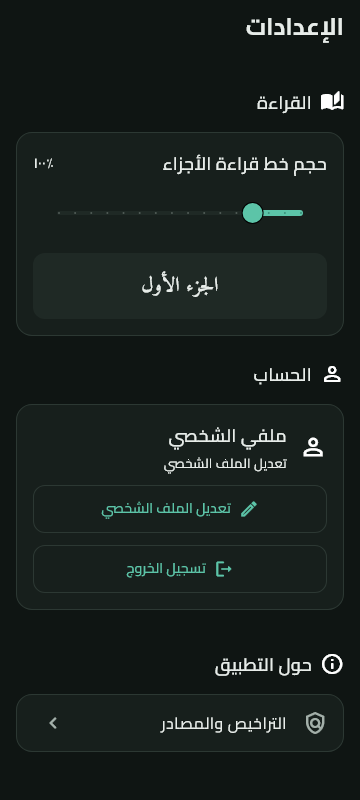 الإعدادات
القراءة
حجم خط قراءة الأجزاء
١٠٠٪
الجزء الأول
الحساب
ملفي الشخصي
تعديل الملف الشخصي
تعديل الملف الشخصي
تسجيل الخروج
حول التطبيق
التراخيص والمصادر